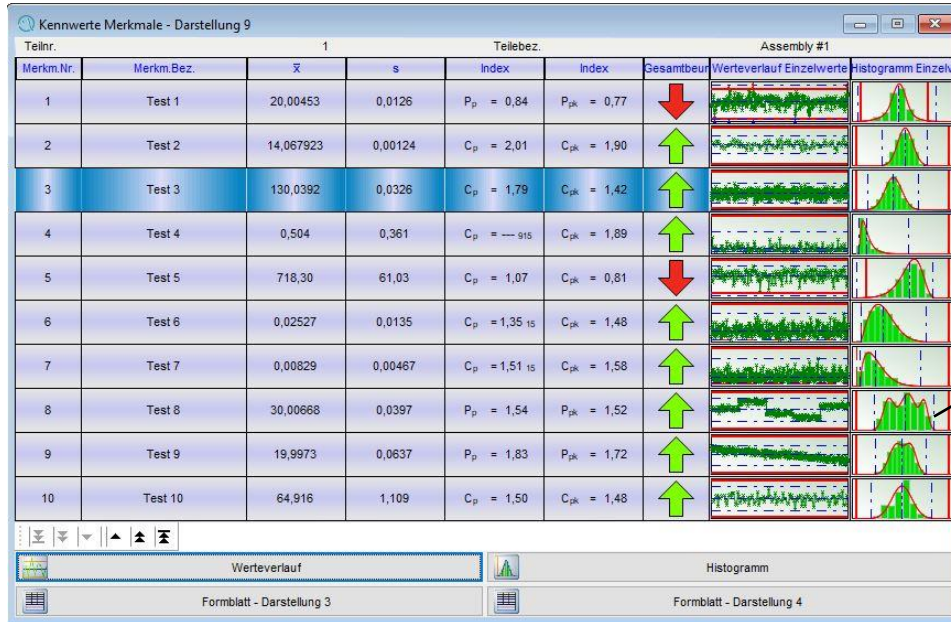 Kennwerte Merkmale - Darstellung 9
Teilnr. 1 Teilebez. Assembly #1
Merkm.Nr. Merkm.Bez. x̅ s Index Index Gesamtbeur Werteverlauf Einzelwerte Histogramm Einzelw
1 Test 1 20,00453 0,0126 Pp = 0,84 Ppk = 0,77
2 Test 2 14,067923 0,00124 Cp = 2,01 Cpk = 1,90
3 Test 3 130,0392 0,0326 Cp = 1,79 Cpk = 1,42
4 Test 4 0,504 0,361 Cp = --- 915 Cpk = 1,89
5 Test 5 718,30 61,03 Cp = 1,07 Cpk = 0,81
6 Test 6 0,02527 0,0135 Cp = 1,35 15 Cpk = 1,48
7 Test 7 0,00829 0,00467 Cp = 1,51 15 Cpk = 1,58
8 Test 8 30,00668 0,0397 Pp = 1,54 Ppk = 1,52
9 Test 9 19,9973 0,0637 Pp = 1,83 Ppk = 1,72
10 Test 10 64,916 1,109 Cp = 1,50 Cpk = 1,48
Werteverlauf Histogramm
Formblatt - Darstellung 3 Formblatt - Darstellung 4